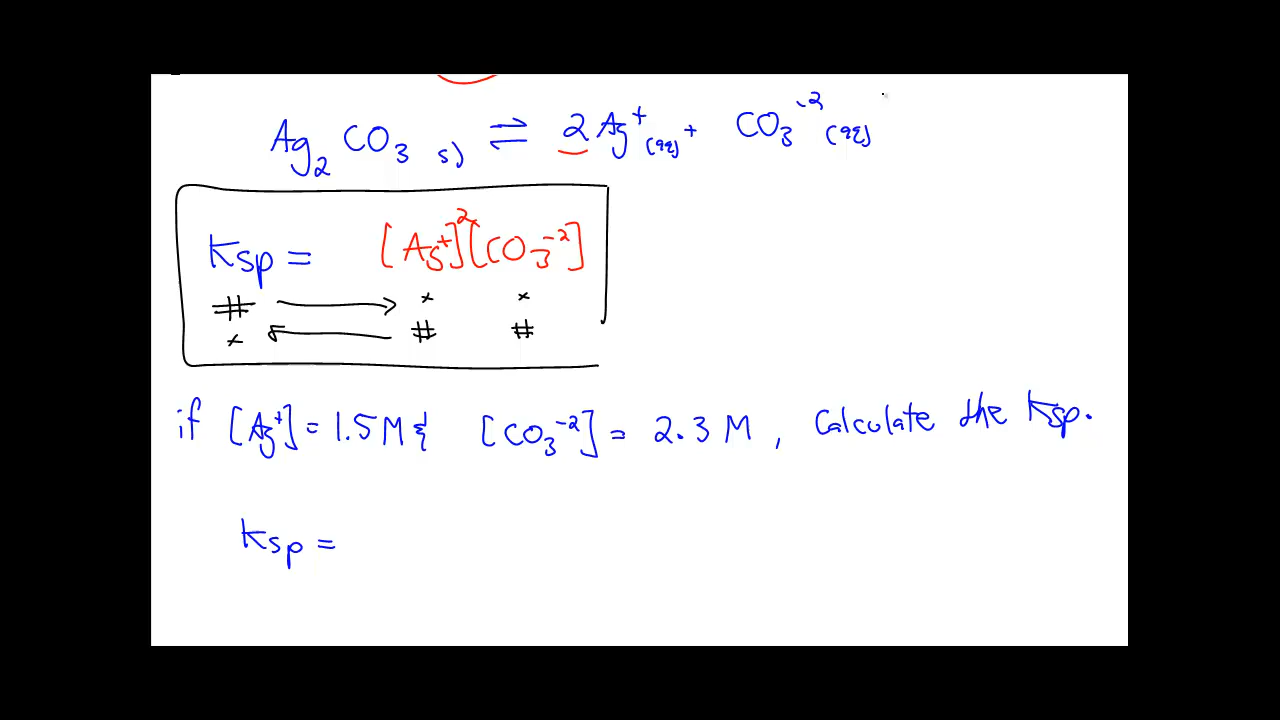 Ag₂CO₃ s) ⇌ 2Ag⁺(aq) + CO₃⁻²(aq)
Ksp = [Ag⁺]²[CO₃⁻²]
# → x x
x ← # #
if [Ag⁺] = 1.5M & [CO₃⁻²] = 2.3 M, Calculate the Ksp.
Ksp =